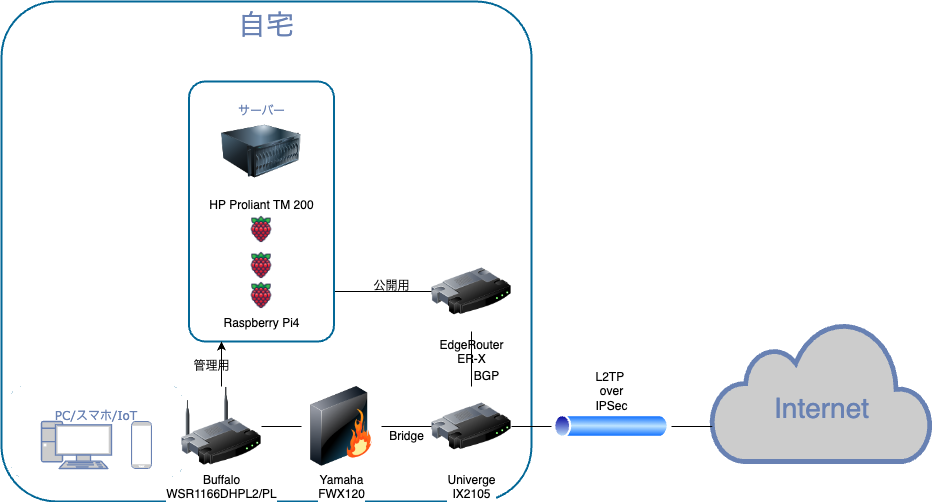 自宅
サーバー
HP Proliant TM 200
Raspberry Pi4
公開用
EdgeRouter
ER-X
BGP
管理用
PC/スマホ/IoT
Buffalo
WSR1166DHPL2/PL
Yamaha
FWX120
Bridge
Univerge
IX2105
L2TP
over
IPSec
Internet